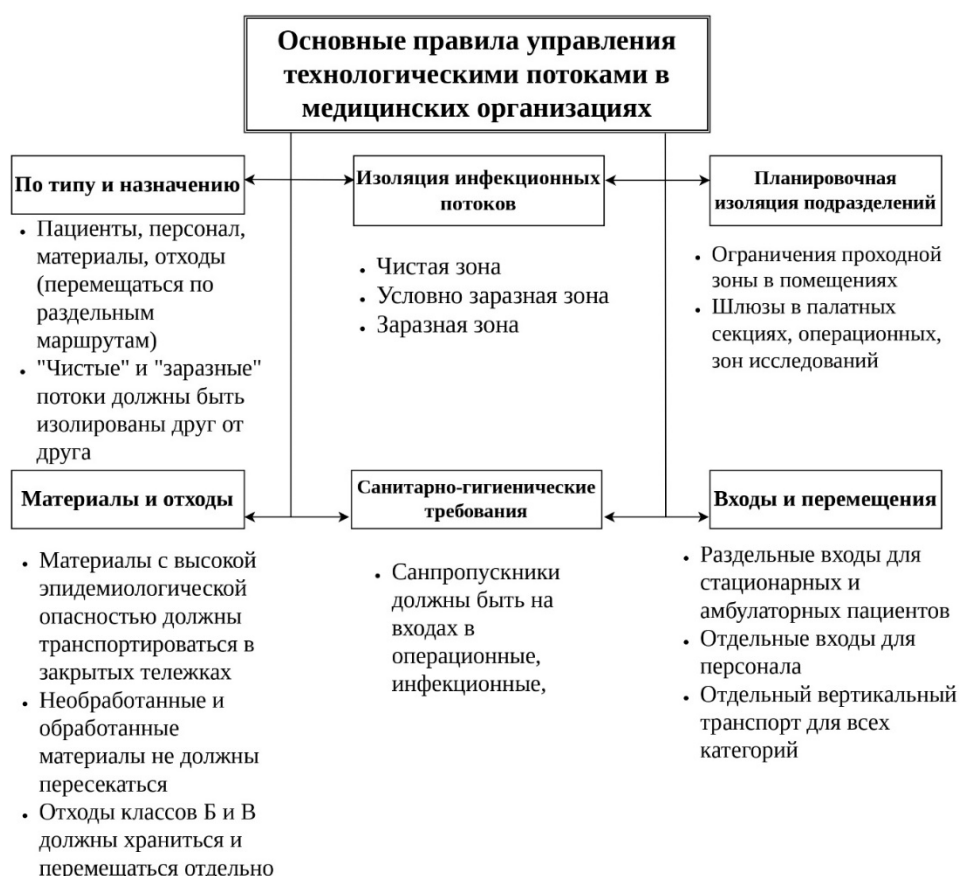 Основные правила управления
технологическими потоками в
медицинских организациях
По типу и назначению
• Пациенты, персонал,
материалы, отходы
(перемещаться по
раздельным
маршрутам)
• "Чистые" и "заразные"
потоки должны быть
изолированы друг от
друга
Изоляция инфекционных
потоков
• Чистая зона
• Условно заразная зона
• Заразная зона
Планировочная
изоляция подразделений
• Ограничения проходной
зоны в помещениях
• Шлюзы в палатных
секциях, операционных,
зон исследований
Материалы и отходы
• Материалы с высокой
эпидемиологической
опасностью должны
транспортироваться в
закрытых тележках
• Необработанные и
обработанные
материалы не должны
пересекаться
• Отходы классов Б и В
должны храниться и
перемещаться отдельно
Санитарно-гигиенические
требования
• Санпропускники
должны быть на
входах в
операционные,
инфекционные,
Входы и перемещения
• Раздельные входы для
стационарных и
амбулаторных пациентов
• Отдельные входы для
персонала
• Отдельный вертикальный
транспорт для всех
категорий